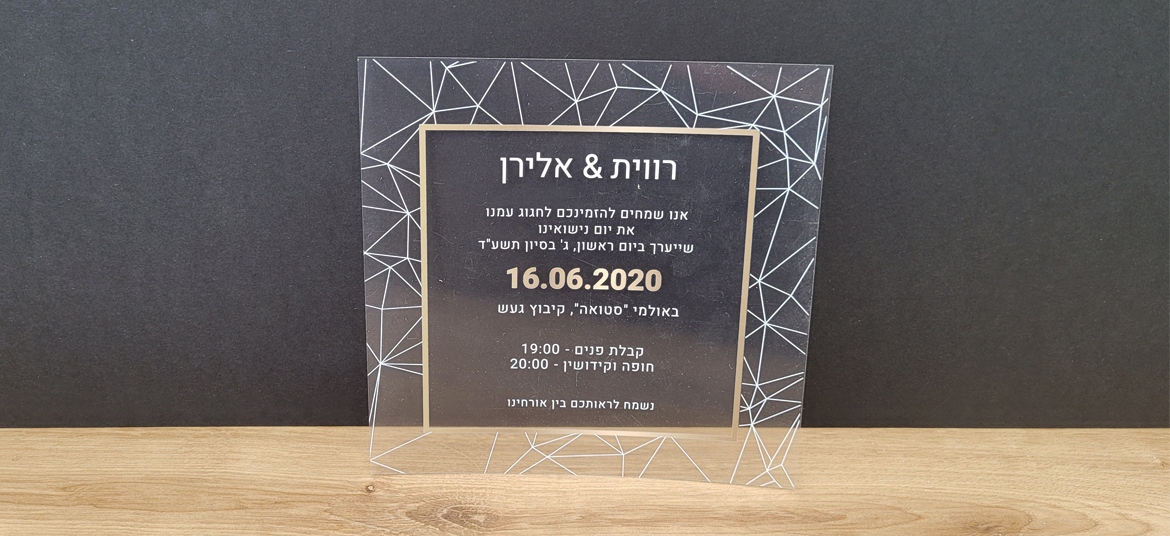 רווית & אלירן
אנו שמחים להזמינכם לחגוג עמנו
את יום נישואינו
שייערך ביום ראשון, ג' בסיון תשע"ד
16.06.2020
באולמי "סטואה", קיבוץ געש
קבלת פנים - 19:00
חופה וקידושין - 20:00
נשמח לראותכם בין אורחינו